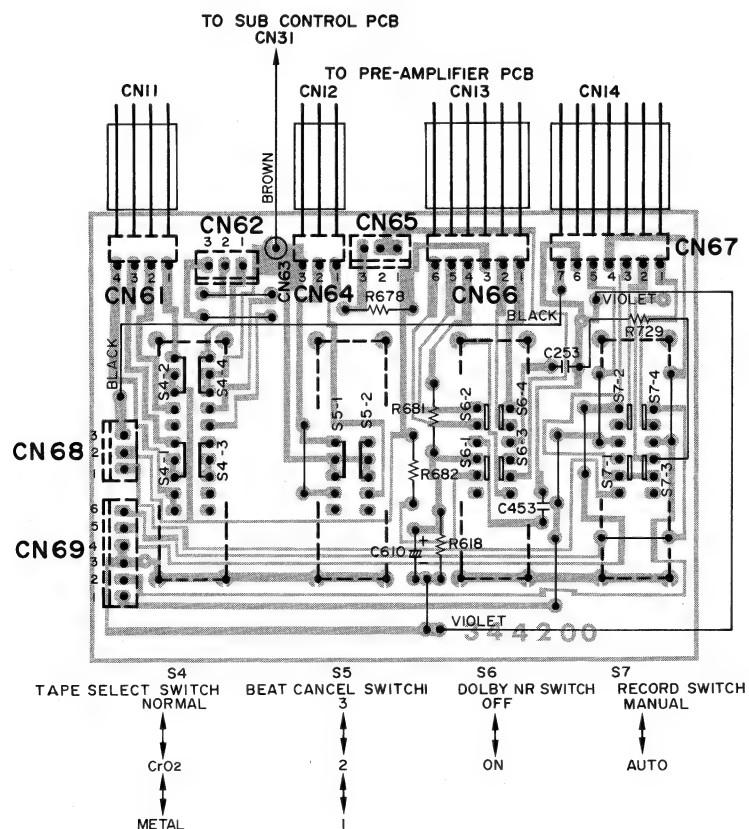 TO SUB CONTROL PCB
CN31
TO PRE-AMPLIFIER PCB
CN11 CN12 CN13 CN14
BROWN
CN62 CN65
3 2 1
CN67
4 3 2 1
3 2 1
3 2 1
6 5 4 3 2 1
7 6 5 4 3 2 1
CN61 CN63 CN64 CN66
R678
VIOLET
BLACK
R729
BLACK
C253
S4-2 S4-4
S5-1 S5-2
S6-2 S6-4
S7-2 S7-4
R681
CN68
3
2
1
S4-1 S4-3
S6-1 S6-3
S7-1 S7-3
R682
C453
CN69
6
5
4
3
2
1
C610 + −
R618
VIOLET
344200
S4 S5 S6 S7
TAPE SELECT SWITCH BEAT CANCEL SWITCHI DOLBY NR SWITCH RECORD SWITCH
NORMAL 3 OFF MANUAL
CrO2 2 ON AUTO
METAL 1